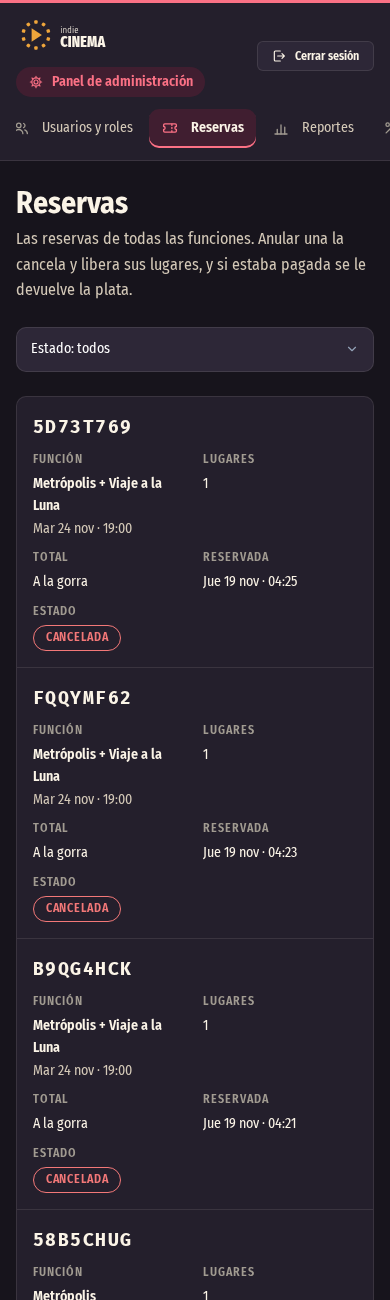 indie
CINEMA
Cerrar sesión
Panel de administración
Usuarios y roles
Reservas
Reportes
Reservas
Las reservas de todas las funciones. Anular una la
cancela y libera sus lugares, y si estaba pagada se le
devuelve la plata.
Estado: todos
5D73T769
FUNCIÓN
LUGARES
Metrópolis + Viaje a la
Luna
1
Mar 24 nov · 19:00
TOTAL
RESERVADA
A la gorra
Jue 19 nov · 04:25
ESTADO
CANCELADA
FQQYMF62
FUNCIÓN
LUGARES
Metrópolis + Viaje a la
Luna
1
Mar 24 nov · 19:00
TOTAL
RESERVADA
A la gorra
Jue 19 nov · 04:23
ESTADO
CANCELADA
B9QG4HCK
FUNCIÓN
LUGARES
Metrópolis + Viaje a la
Luna
1
Mar 24 nov · 19:00
TOTAL
RESERVADA
A la gorra
Jue 19 nov · 04:21
ESTADO
CANCELADA
58B5CHUG
FUNCIÓN
LUGARES
Metrópolis
1